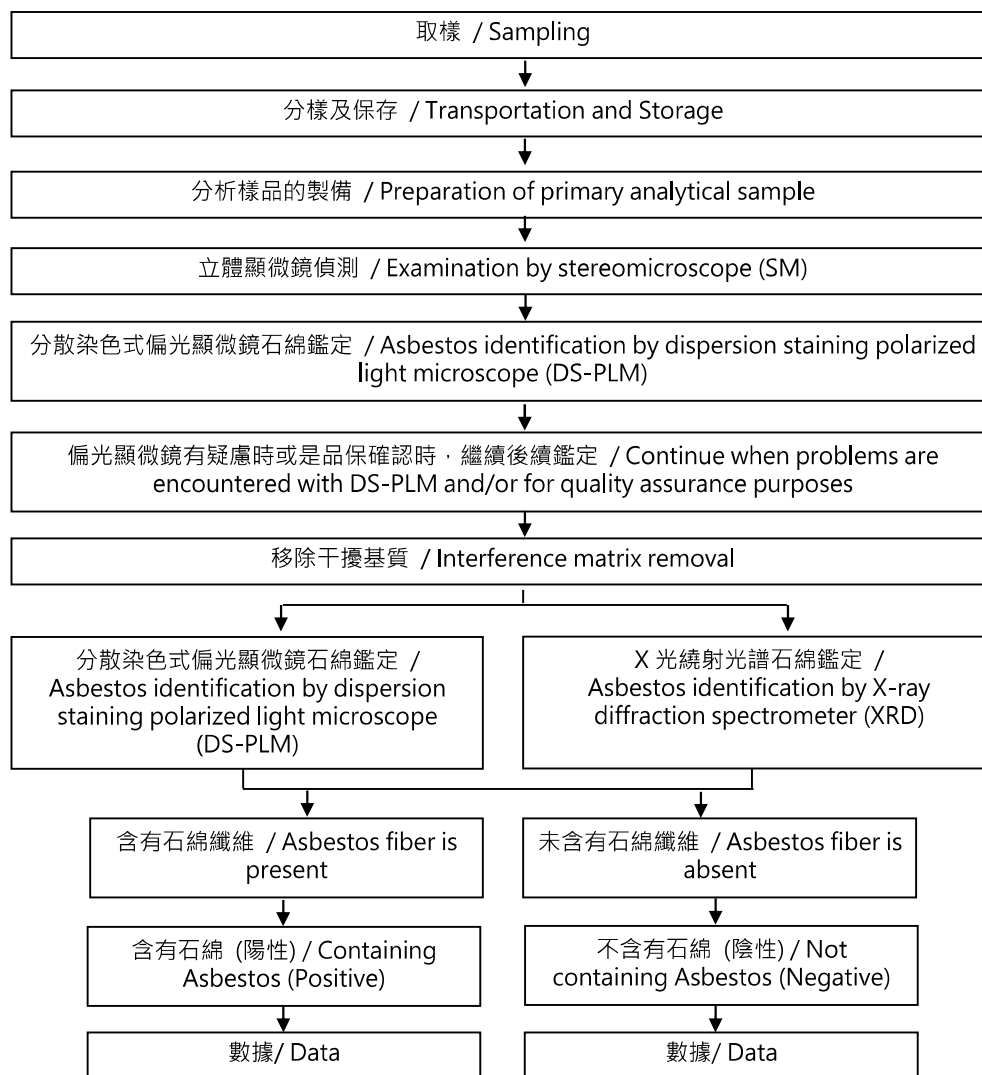 取樣 / Sampling
分樣及保存 / Transportation and Storage
分析樣品的製備 / Preparation of primary analytical sample
立體顯微鏡偵測 / Examination by stereomicroscope (SM)
分散染色式偏光顯微鏡石綿鑑定 / Asbestos identification by dispersion staining polarized
light microscope (DS-PLM)
偏光顯微鏡有疑慮時或是品保確認時，繼續後續鑑定 / Continue when problems are
encountered with DS-PLM and/or for quality assurance purposes
移除干擾基質 / Interference matrix removal
分散染色式偏光顯微鏡石綿鑑定 /
Asbestos identification by dispersion
staining polarized light microscope
(DS-PLM)
X 光繞射光譜石綿鑑定 /
Asbestos identification by X-ray
diffraction spectrometer (XRD)
含有石綿纖維 / Asbestos fiber is
present
未含有石綿纖維 / Asbestos fiber is
absent
含有石綿 (陽性) / Containing
Asbestos (Positive)
不含有石綿 (陰性) / Not
containing Asbestos (Negative)
數據/ Data
數據/ Data